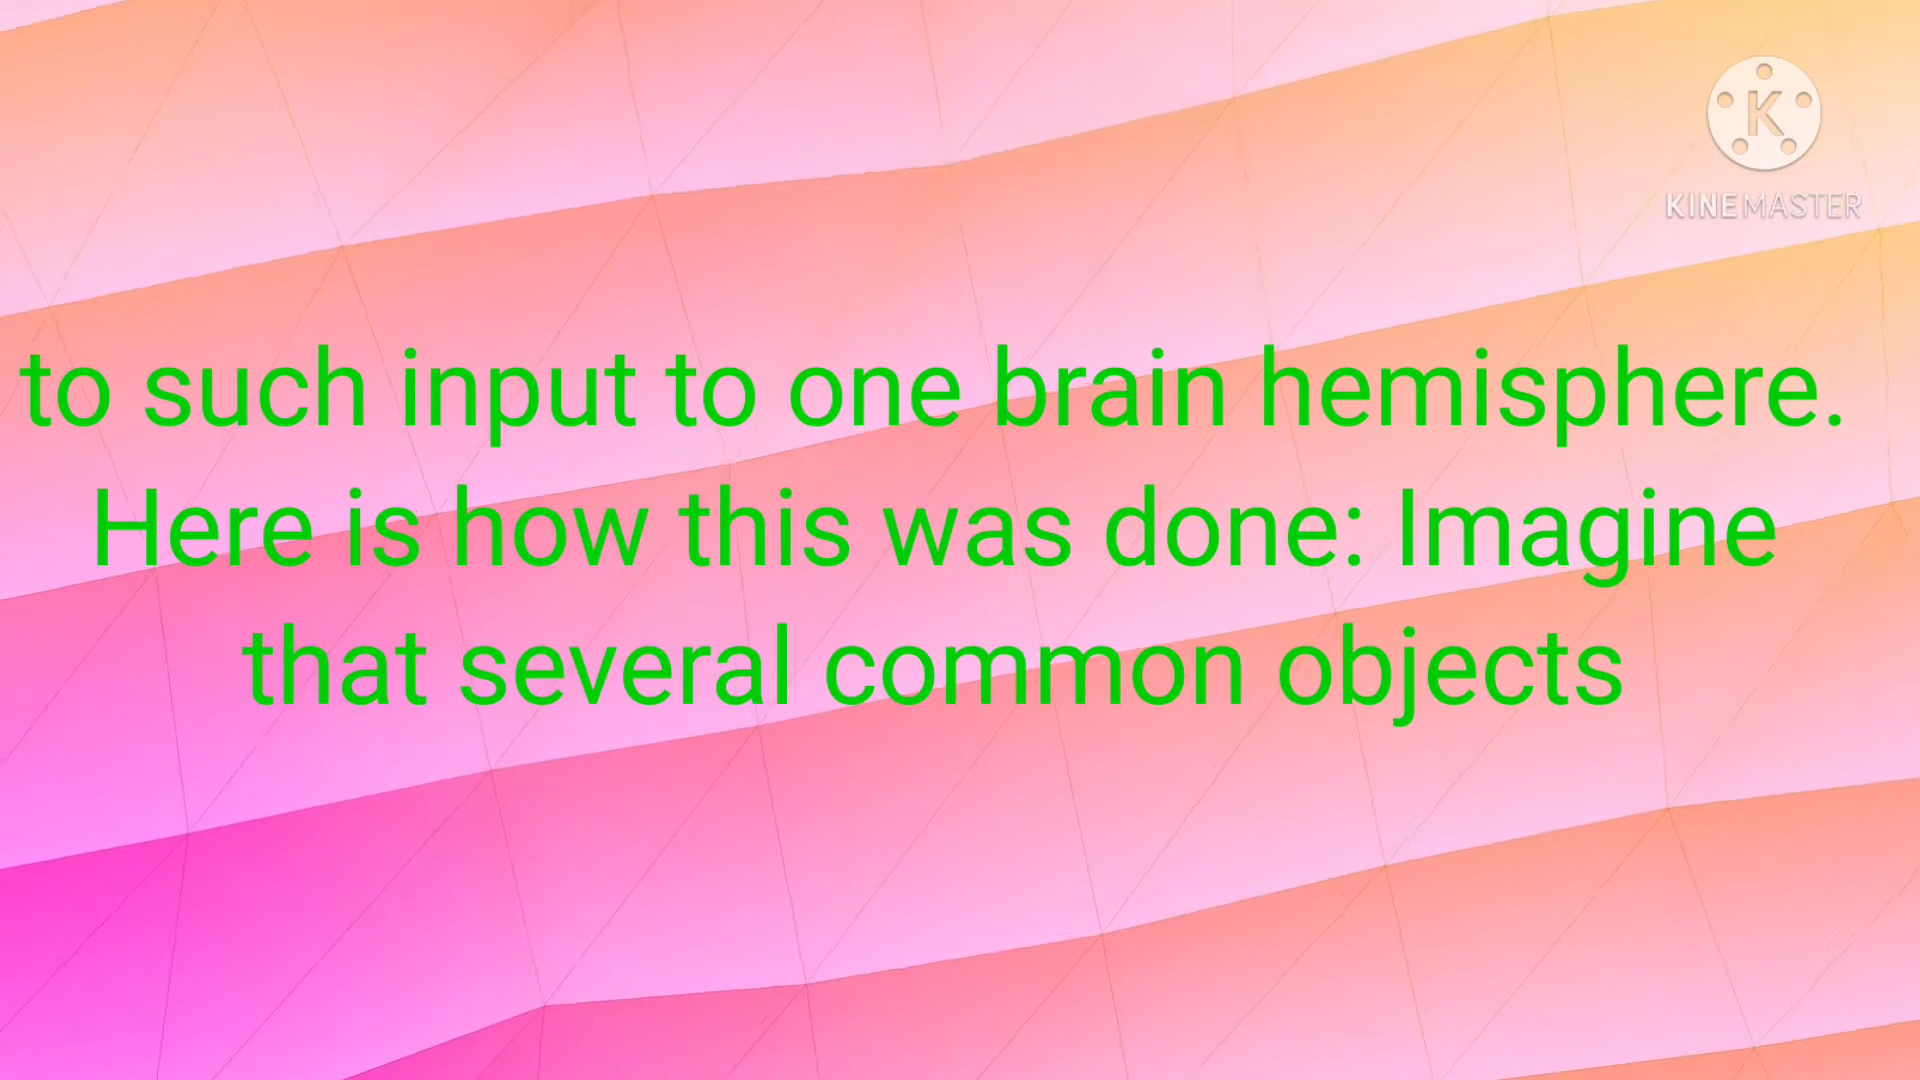 K
KINEMASTER
to such input to one brain hemisphere.
Here is how this was done: Imagine
that several common objects